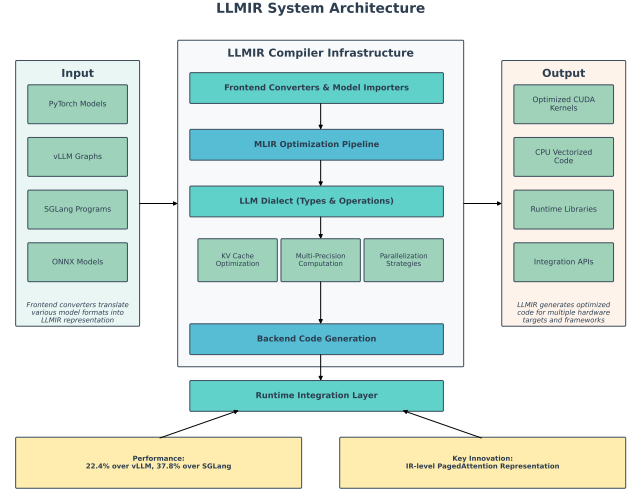 LLMIR System Architecture
Input
PyTorch Models
vLLM Graphs
SGLang Programs
ONNX Models
Frontend converters translate
various model formats into
LLMIR representation
LLMIR Compiler Infrastructure
Frontend Converters & Model Importers
MLIR Optimization Pipeline
LLM Dialect (Types & Operations)
KV Cache
Optimization
Multi-Precision
Computation
Parallelization
Strategies
Backend Code Generation
Runtime Integration Layer
Output
Optimized CUDA
Kernels
CPU Vectorized
Code
Runtime Libraries
Integration APIs
LLMIR generates optimized
code for multiple hardware
targets and frameworks
Performance:
22.4% over vLLM, 37.8% over SGLang
Key Innovation:
IR-level PagedAttention Representation